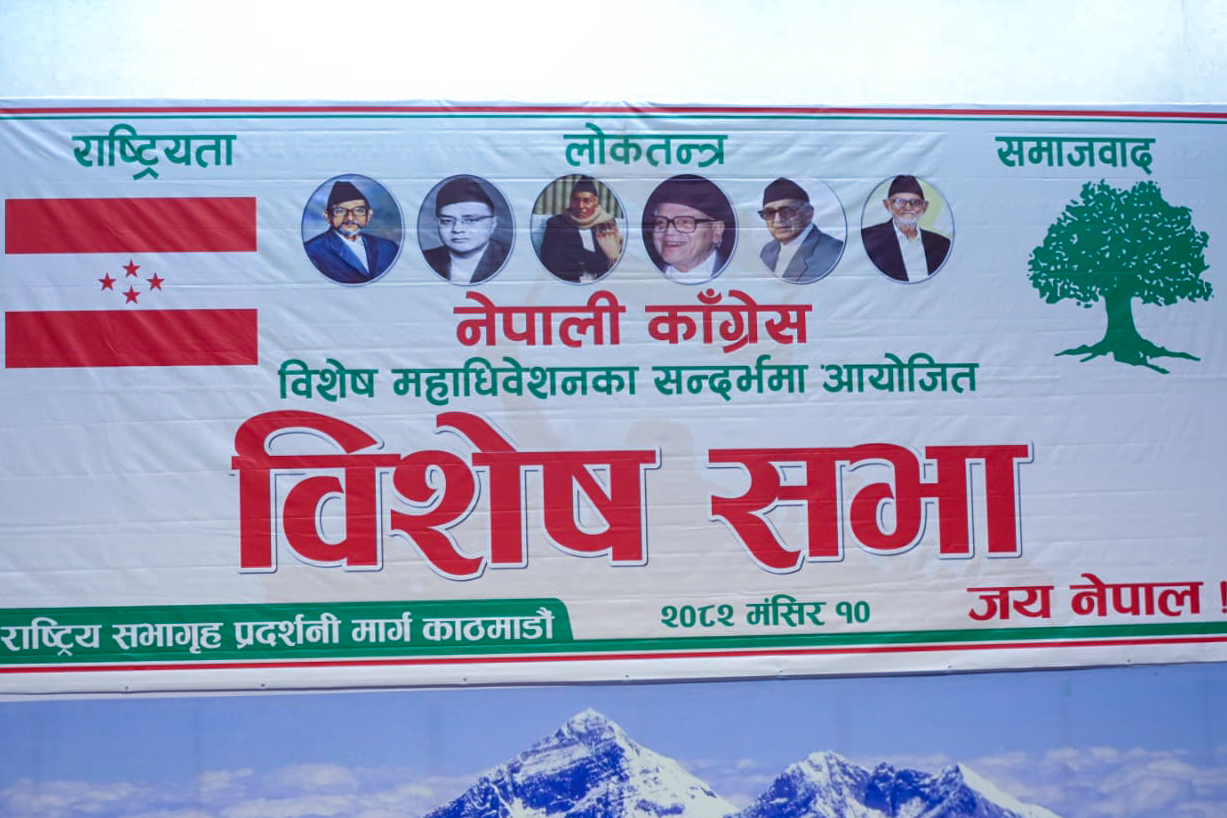 राष्ट्रियता लोकतन्त्र समाजवाद
नेपाली काँग्रेस
विशेष महाधिवेशनका सन्दर्भमा आयोजित
विशेष सभा
राष्ट्रिय सभागृह प्रदर्शनी मार्ग काठमाडौं २०८२ मंसिर १० जय नेपाल !